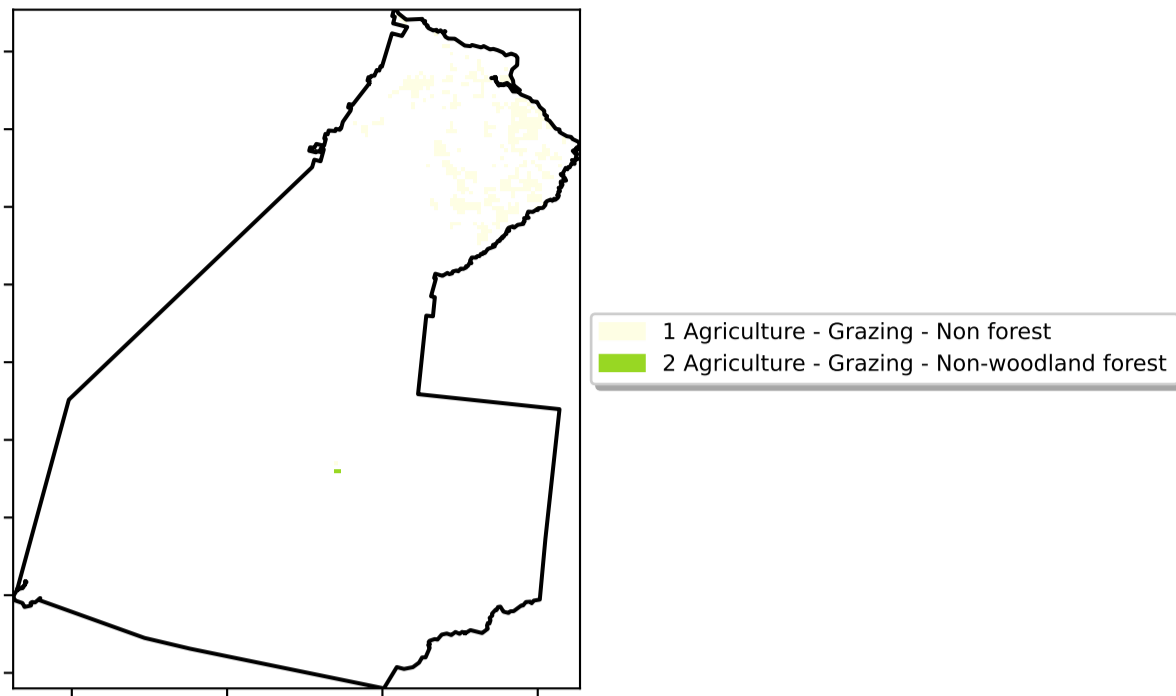 1 Agriculture - Grazing - Non forest
2 Agriculture - Grazing - Non-woodland forest